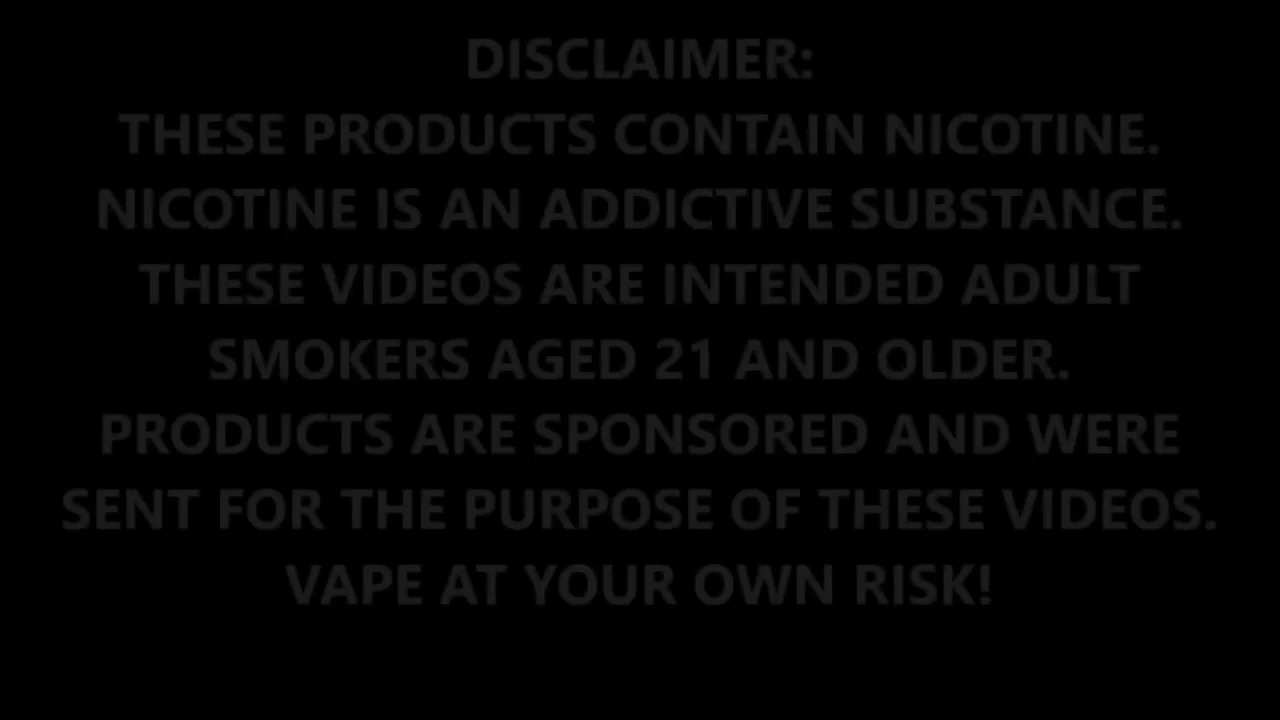 DISCLAIMER:
THESE PRODUCTS CONTAIN NICOTINE.
NICOTINE IS AN ADDICTIVE SUBSTANCE.
THESE VIDEOS ARE INTENDED ADULT
SMOKERS AGED 21 AND OLDER.
PRODUCTS ARE SPONSORED AND WERE
SENT FOR THE PURPOSE OF THESE VIDEOS.
VAPE AT YOUR OWN RISK!